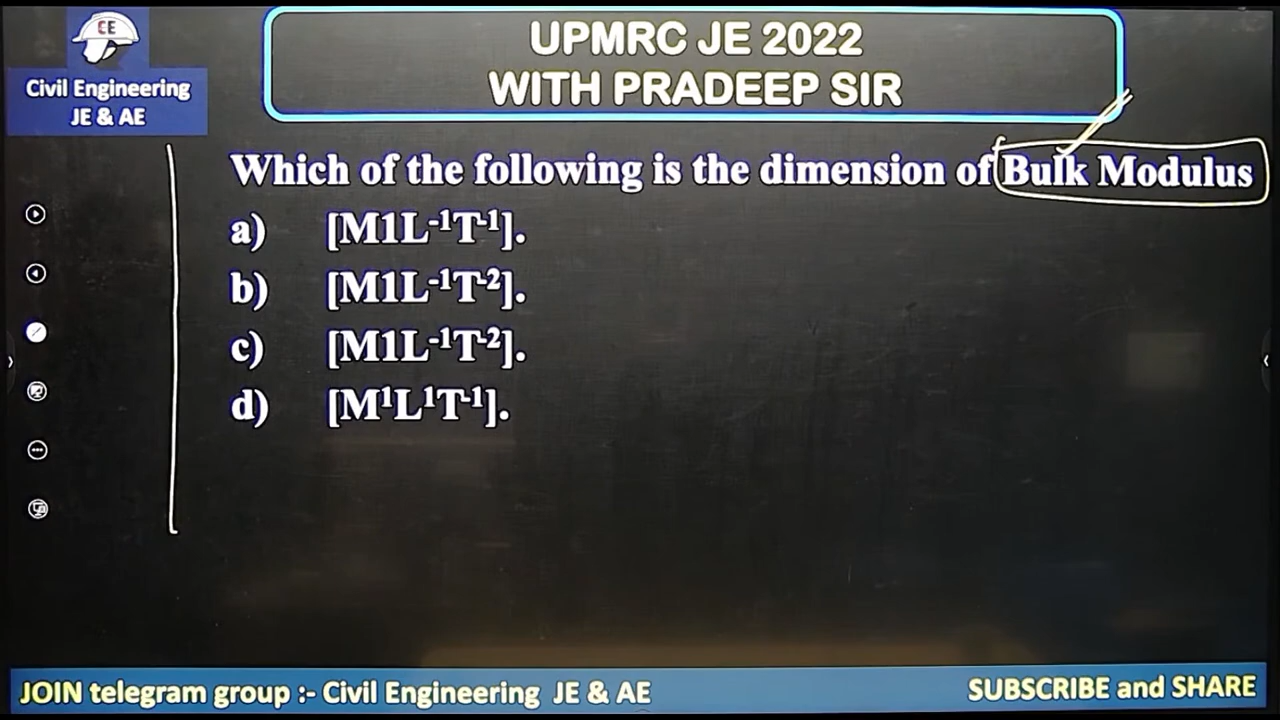 CE
Civil Engineering
JE & AE
UPMRC JE 2022
WITH PRADEEP SIR
Which of the following is the dimension of Bulk Modulus
a) [M1L⁻¹T⁻¹].
b) [M1L⁻¹T⁻²].
c) [M1L⁻¹T⁻²].
d) [M¹L¹T⁻¹].
JOIN telegram group :- Civil Engineering JE & AE
SUBSCRIBE and SHARE